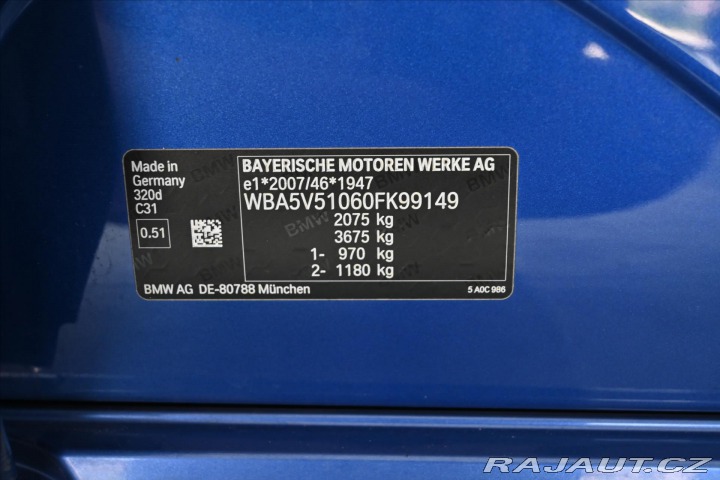 Made in
Germany
320d
C31
0.51
BAYERISCHE MOTOREN WERKE AG
e1*2007/46*1947
WBA5V51060FK99149
2075 kg
3675 kg
1- 970 kg
2- 1180 kg
BMW AG DE-80788 München
5 A0C 986
RAJAUT.CZ